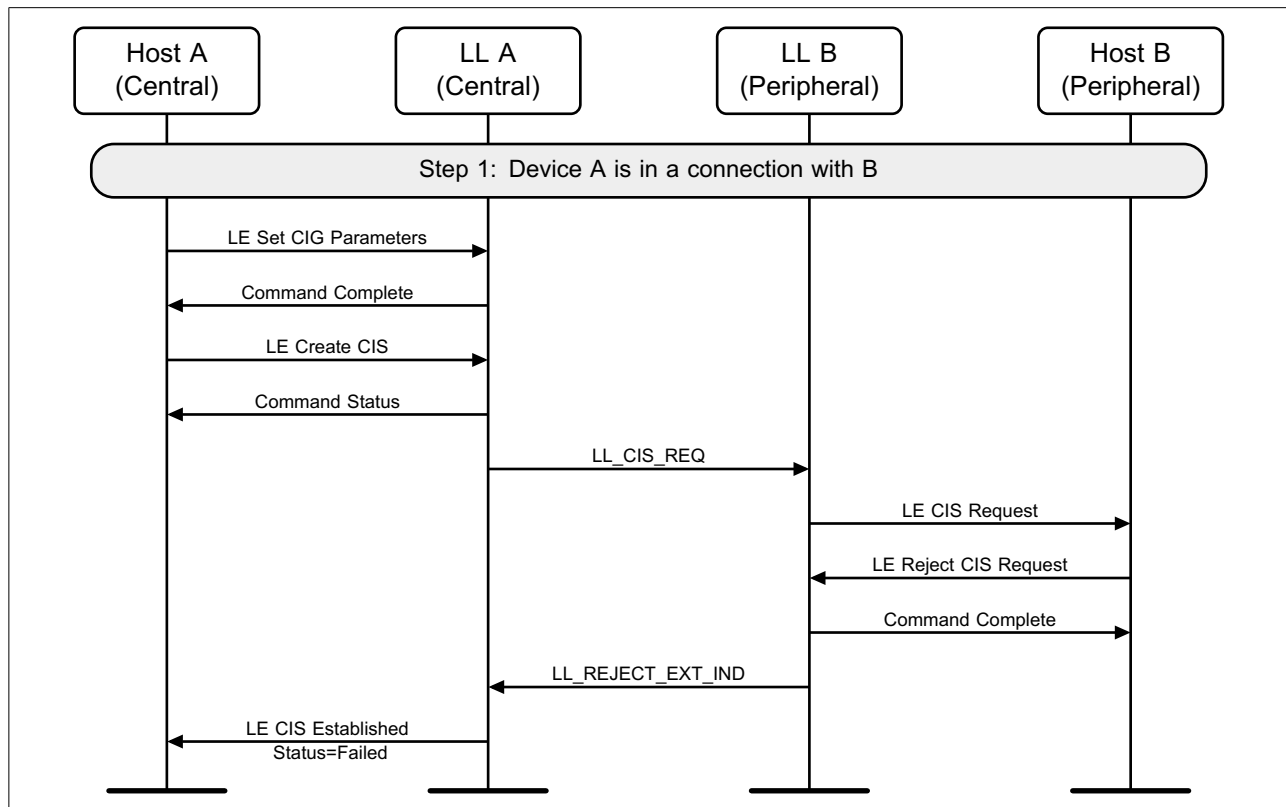 Host A
(Central)
LL A
(Central)
LL B
(Peripheral)
Host B
(Peripheral)
Step 1: Device A is in a connection with B
LE Set CIG Parameters
Command Complete
LE Create CIS
Command Status
LL_CIS_REQ
LE CIS Request
LE Reject CIS Request
Command Complete
LL_REJECT_EXT_IND
LE CIS Established
Status=Failed